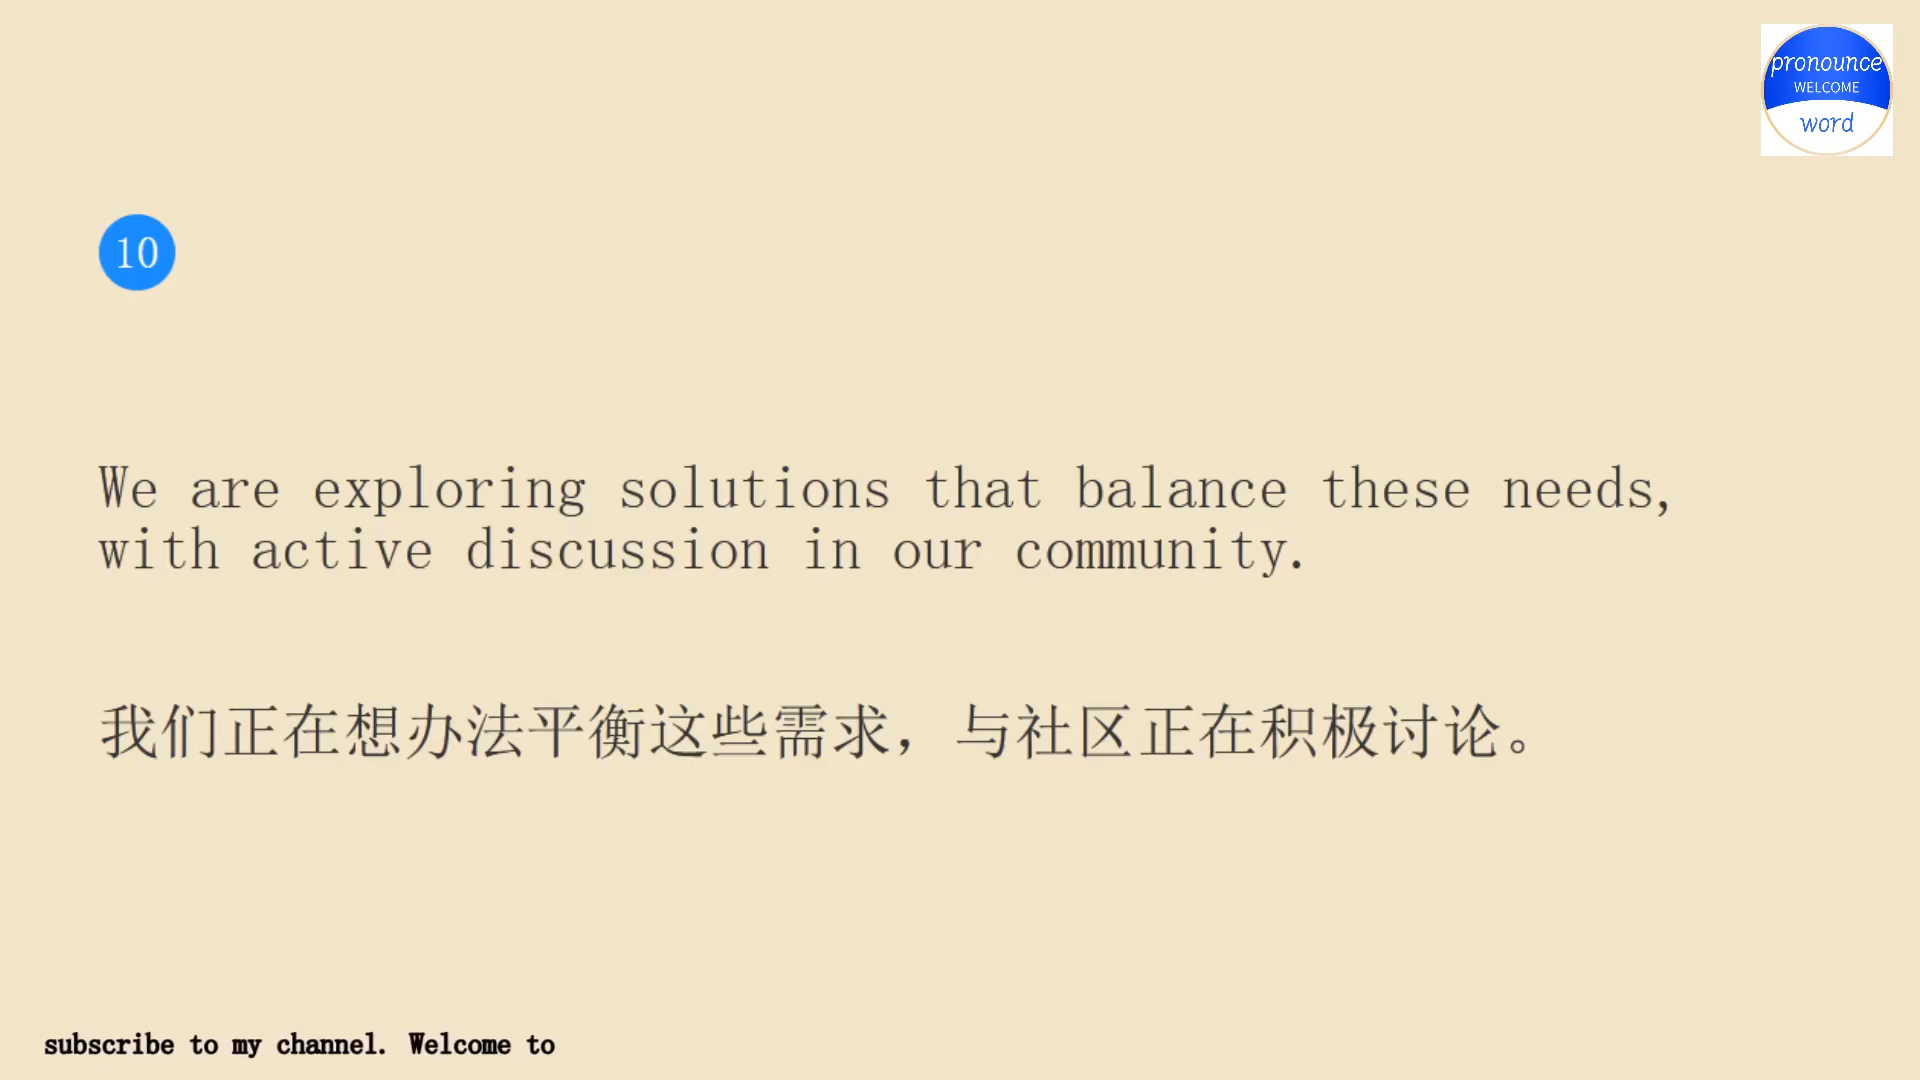 pronounce
WELCOME
word
10
We are exploring solutions that balance these needs,
with active discussion in our community.
我们正在想办法平衡这些需求，与社区正在积极讨论。
subscribe to my channel. Welcome to